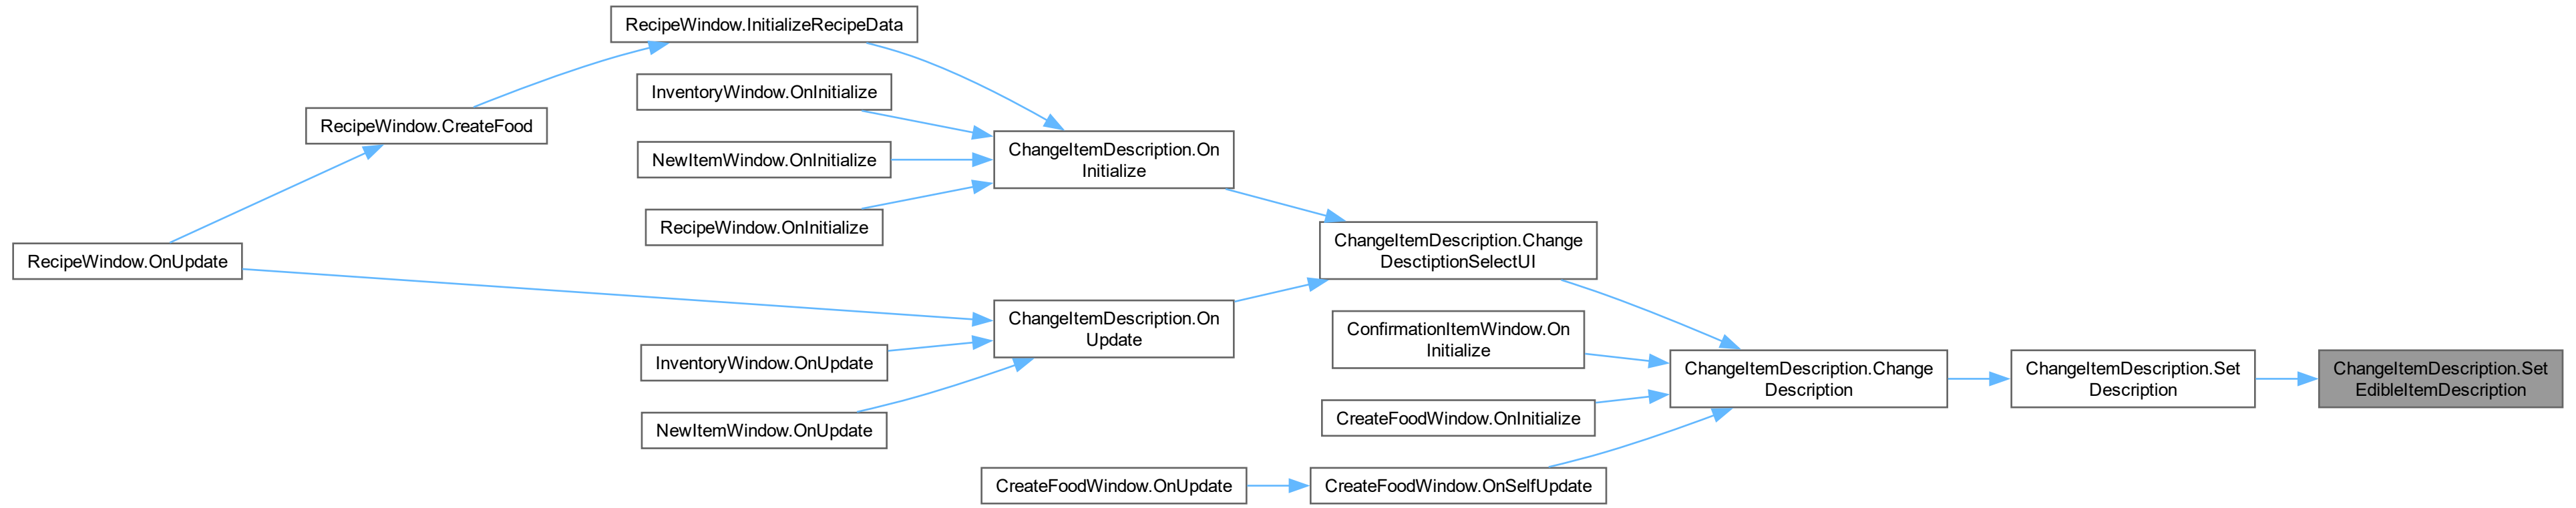 RecipeWindow.InitializeRecipeData
InventoryWindow.OnInitialize
RecipeWindow.CreateFood
NewItemWindow.OnInitialize
ChangeItemDescription.On
Initialize
RecipeWindow.OnInitialize
RecipeWindow.OnUpdate
ChangeItemDescription.Change
DesctiptionSelectUI
ChangeItemDescription.On
Update
ConfirmationItemWindow.On
Initialize
InventoryWindow.OnUpdate
ChangeItemDescription.Change
Description
ChangeItemDescription.Set
Description
ChangeItemDescription.Set
EdibleItemDescription
CreateFoodWindow.OnInitialize
NewItemWindow.OnUpdate
CreateFoodWindow.OnUpdate
CreateFoodWindow.OnSelfUpdate